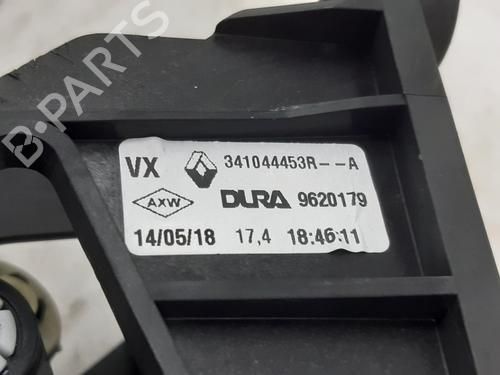 B-PARTS
VX 341044453R--A
AXW DURA 9620179
14/05/18 17,4 18:46:11